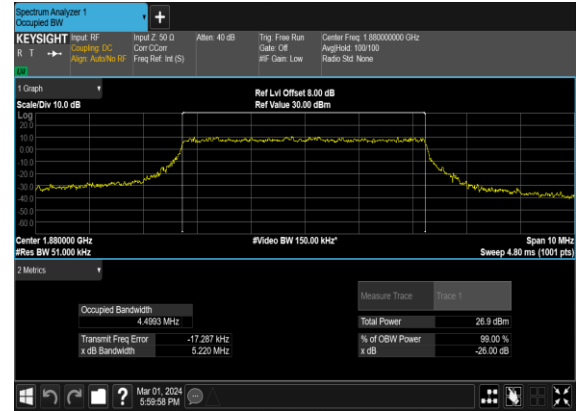 Spectrum Analyzer 1
Occupied BW
KEYSIGHT
R T
LV
Input: RF
Coupling: DC
Align: Auto/No RF
Input Z: 50 Ω
Corr CCorr
Freq Ref: Int (S)
Atten: 40 dB
Trig: Free Run
Gate: Off
#IF Gain: Low
Center Freq: 1.880000000 GHz
Avg|Hold: 100/100
Radio Std: None
1 Graph
Scale/Div 10.0 dB
Ref Lvl Offset 8.00 dB
Ref Value 30.00 dBm
Log
20.0
10.0
0.00
-10.0
-20.0
-30.0
-40.0
-50.0
-60.0
Center 1.880000 GHz
#Res BW 51.000 kHz
#Video BW 150.00 kHz*
Span 10 MHz
Sweep 4.80 ms (1001 pts)
2 Metrics
Measure Trace Trace 1
Occupied Bandwidth
4.4993 MHz
Total Power 26.9 dBm
Transmit Freq Error -17.287 kHz
% of OBW Power 99.00 %
x dB Bandwidth 5.220 MHz
x dB -26.00 dB
?
Mar 01, 2024
5:59:58 PM